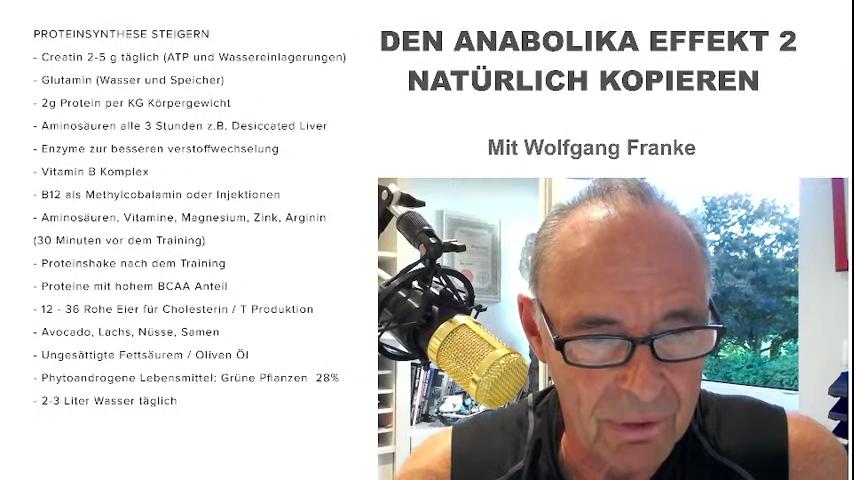 PROTEINSYNTHESE STEIGERN
- Creatin 2-5 g täglich (ATP und Wassereinlagerungen)
- Glutamin (Wasser und Speicher)
- 2g Protein per KG Körpergewicht
- Aminosäuren alle 3 Stunden z.B. Desiccated Liver
- Enzyme zur besseren verstoffwechselung
- Vitamin B Komplex
- B12 als Methylcobalamin oder Injektionen
- Aminosäuren, Vitamine, Magnesium, Zink, Arginin
(30 Minuten vor dem Training)
- Proteinshake nach dem Training
- Proteine mit hohem BCAA Anteil
- 12 - 36 Rohe Eier für Cholesterin / T Produktion
- Avocado, Lachs, Nüsse, Samen
- Ungesättigte Fettsäurem / Oliven Öl
- Phytoandrogene Lebensmittel: Grüne Pflanzen 28%
- 2-3 Liter Wasser täglich
DEN ANABOLIKA EFFEKT 2
NATÜRLICH KOPIEREN
Mit Wolfgang Franke